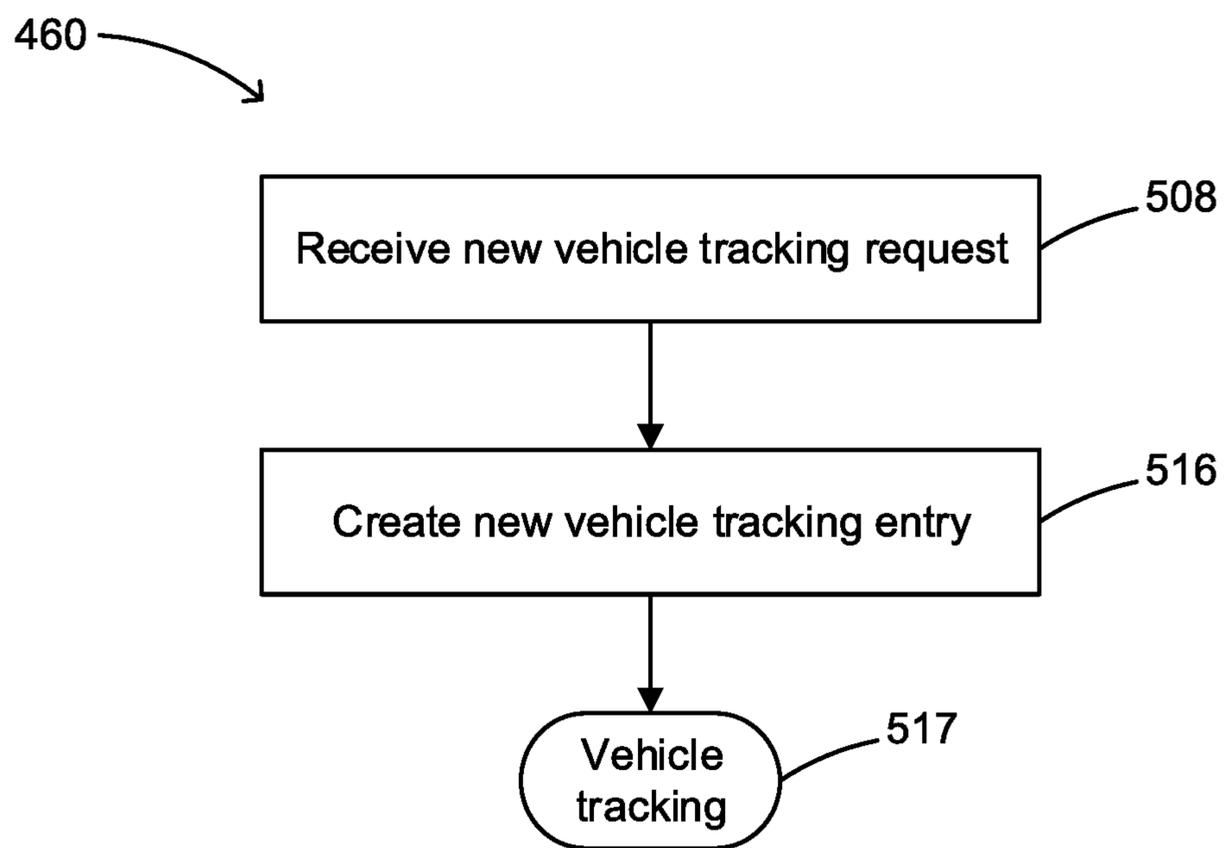 460
508
Receive new vehicle tracking request
516
Create new vehicle tracking entry
517
Vehicle
tracking